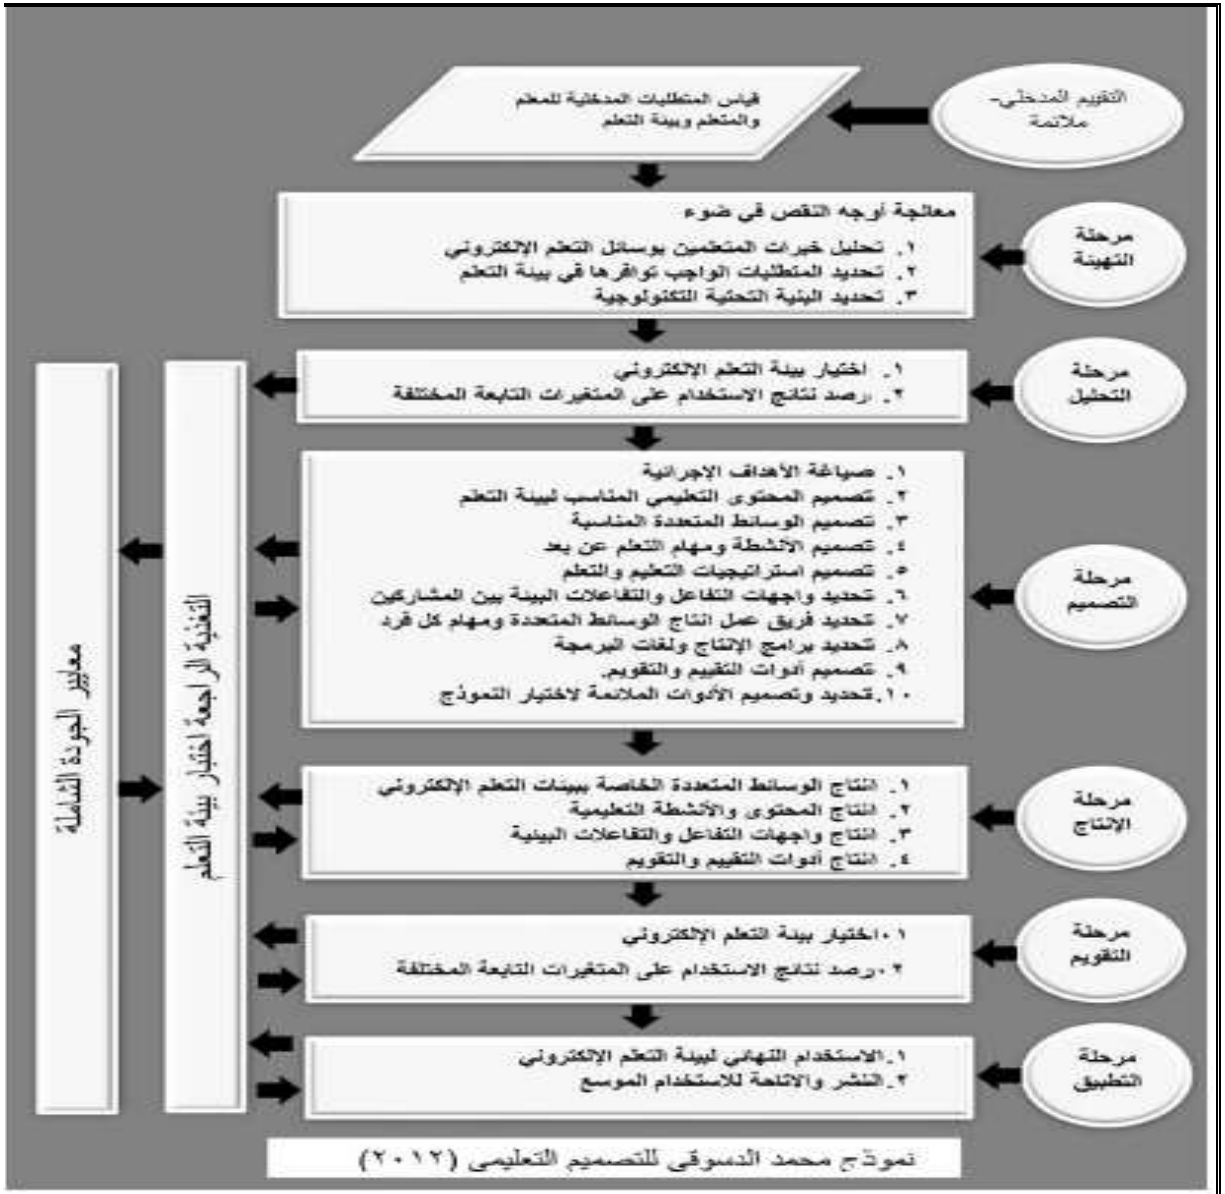 التقويم المدخلي-
ملائمة
قياس المتطلبات المدخلية للمعلم
والمتعلم وبيئة التعلم
مرحلة
التهيئة
معالجة أوجه النقص في ضوء
١. تحليل خبرات المتعلمين بوسائل التعلم الإلكتروني
٢. تحديد المتطلبات الواجب توافرها في بيئة التعلم
٣. تحديد البنية التحتية التكنولوجية
مرحلة
التحليل
١. اختيار بيئة التعلم الإلكتروني
٢. رصد نتائج الاستخدام على المتغيرات التابعة المختلفة
مرحلة
التصميم
١. صياغة الأهداف الإجرائية
٢. تصميم المحتوى التعليمي المناسب لبيئة التعلم
٣. تصميم الوسائط المتعددة المناسبة
٤. تصميم الأنشطة ومهام التعلم عن بعد
٥. تصميم استراتيجيات التعليم والتعلم
٦. تحديد واجهات التفاعل والتفاعلات البينة بين المشاركين
٧. تحديد فريق عمل انتاج الوسائط المتعددة ومهام كل فرد
٨. تحديد برامج الإنتاج ولغات البرمجة
٩. تصميم أدوات التقييم والتقويم.
١٠. تحديد وتصميم الأدوات الملائمة لاختيار النموذج
مرحلة
الإنتاج
١. انتاج الوسائط المتعددة الخاصة ببيئات التعلم الإلكتروني
٢. انتاج المحتوى والأنشطة التعليمية
٣. انتاج واجهات التفاعل والتفاعلات البينية
٤. انتاج أدوات التقييم والتقويم
مرحلة
التقويم
١. اختيار بيئة التعلم الإلكتروني
٢. رصد نتائج الاستخدام على المتغيرات التابعة المختلفة
مرحلة
التطبيق
١. الاستخدام النهائي لبيئة التعلم الإلكتروني
٢. النشر والاتاحة للاستخدام الموسع
التغذية الراجعة اختبار بيئة التعلم
معايير الجودة الشاملة
نموذج محمد الدسوقي للتصميم التعليمي (٢٠١٢)